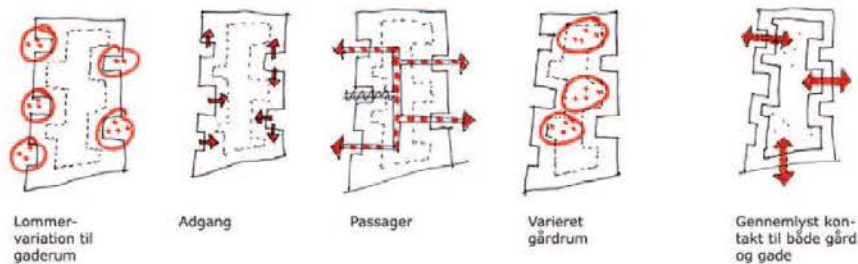 Lommer-
variation til
gaderum
Adgang
Passager
Varieret
gårdrum
Gennemlyst kon-
takt til både gård
og gade